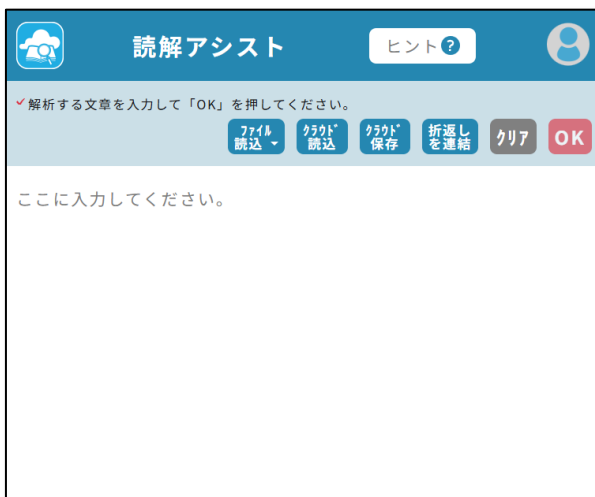 読解アシスト
ヒント?
✓解析する文章を入力して「OK」を押してください。
ﾌｧｲﾙ
読込
ｸﾗｳﾄﾞ
読込
ｸﾗｳﾄﾞ
保存
折返し
を連結
ｸﾘｱ
OK
ここに入力してください。